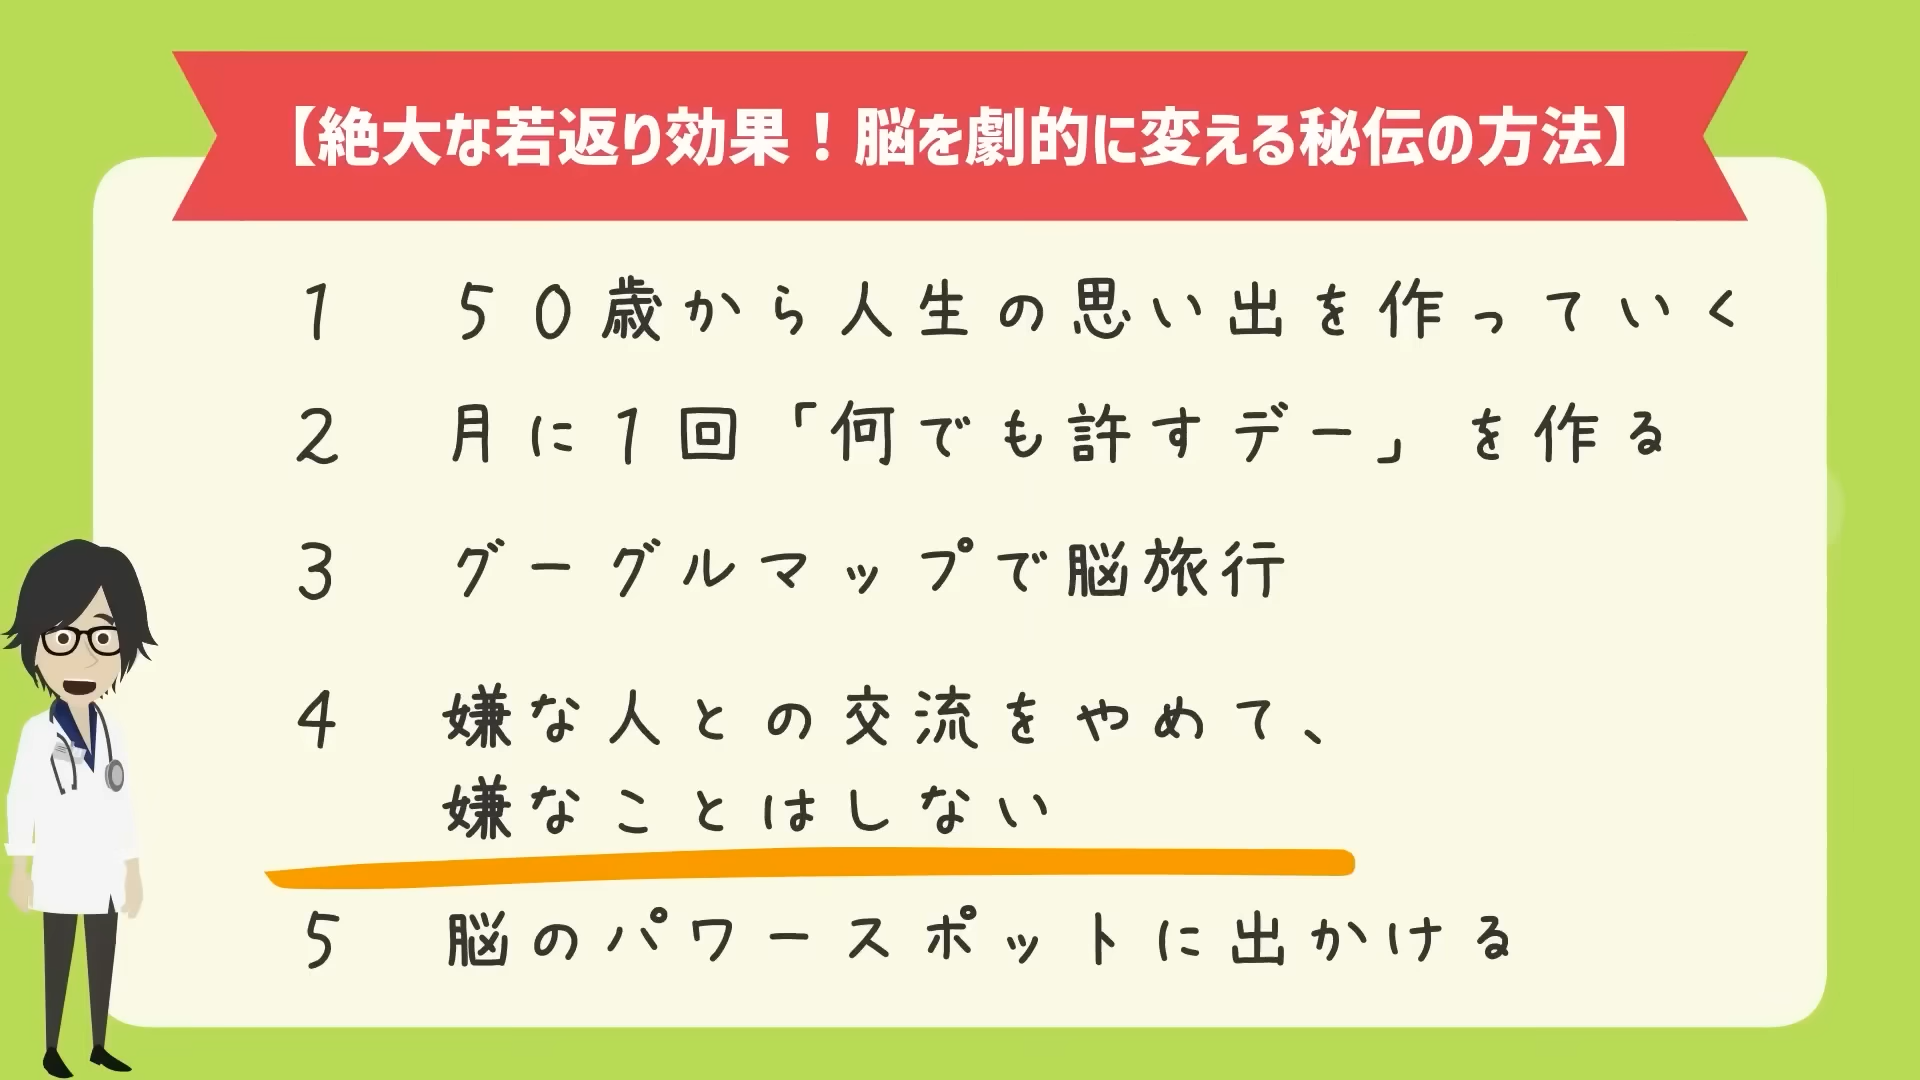 【絶大な若返り効果！脳を劇的に変える秘伝の方法】
1 50歳から人生の思い出を作っていく
2 月に1回「何でも許すデー」を作る
3 グーグルマップで脳旅行
4 嫌な人との交流をやめて、
嫌なことはしない
5 脳のパワースポットに出かける